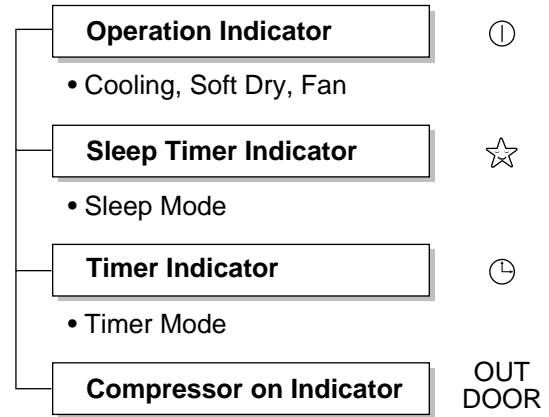 Operation Indicator
• Cooling, Soft Dry, Fan
Sleep Timer Indicator
• Sleep Mode
Timer Indicator
• Timer Mode
Compressor on Indicator
OUT
DOOR